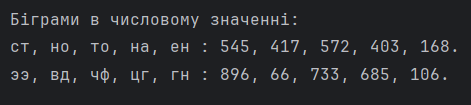 Біграми в числовому значенні:
ст, но, то, на, ен : 545, 417, 572, 403, 168.
ээ, вд, чф, цг, гн : 896, 66, 733, 685, 106.